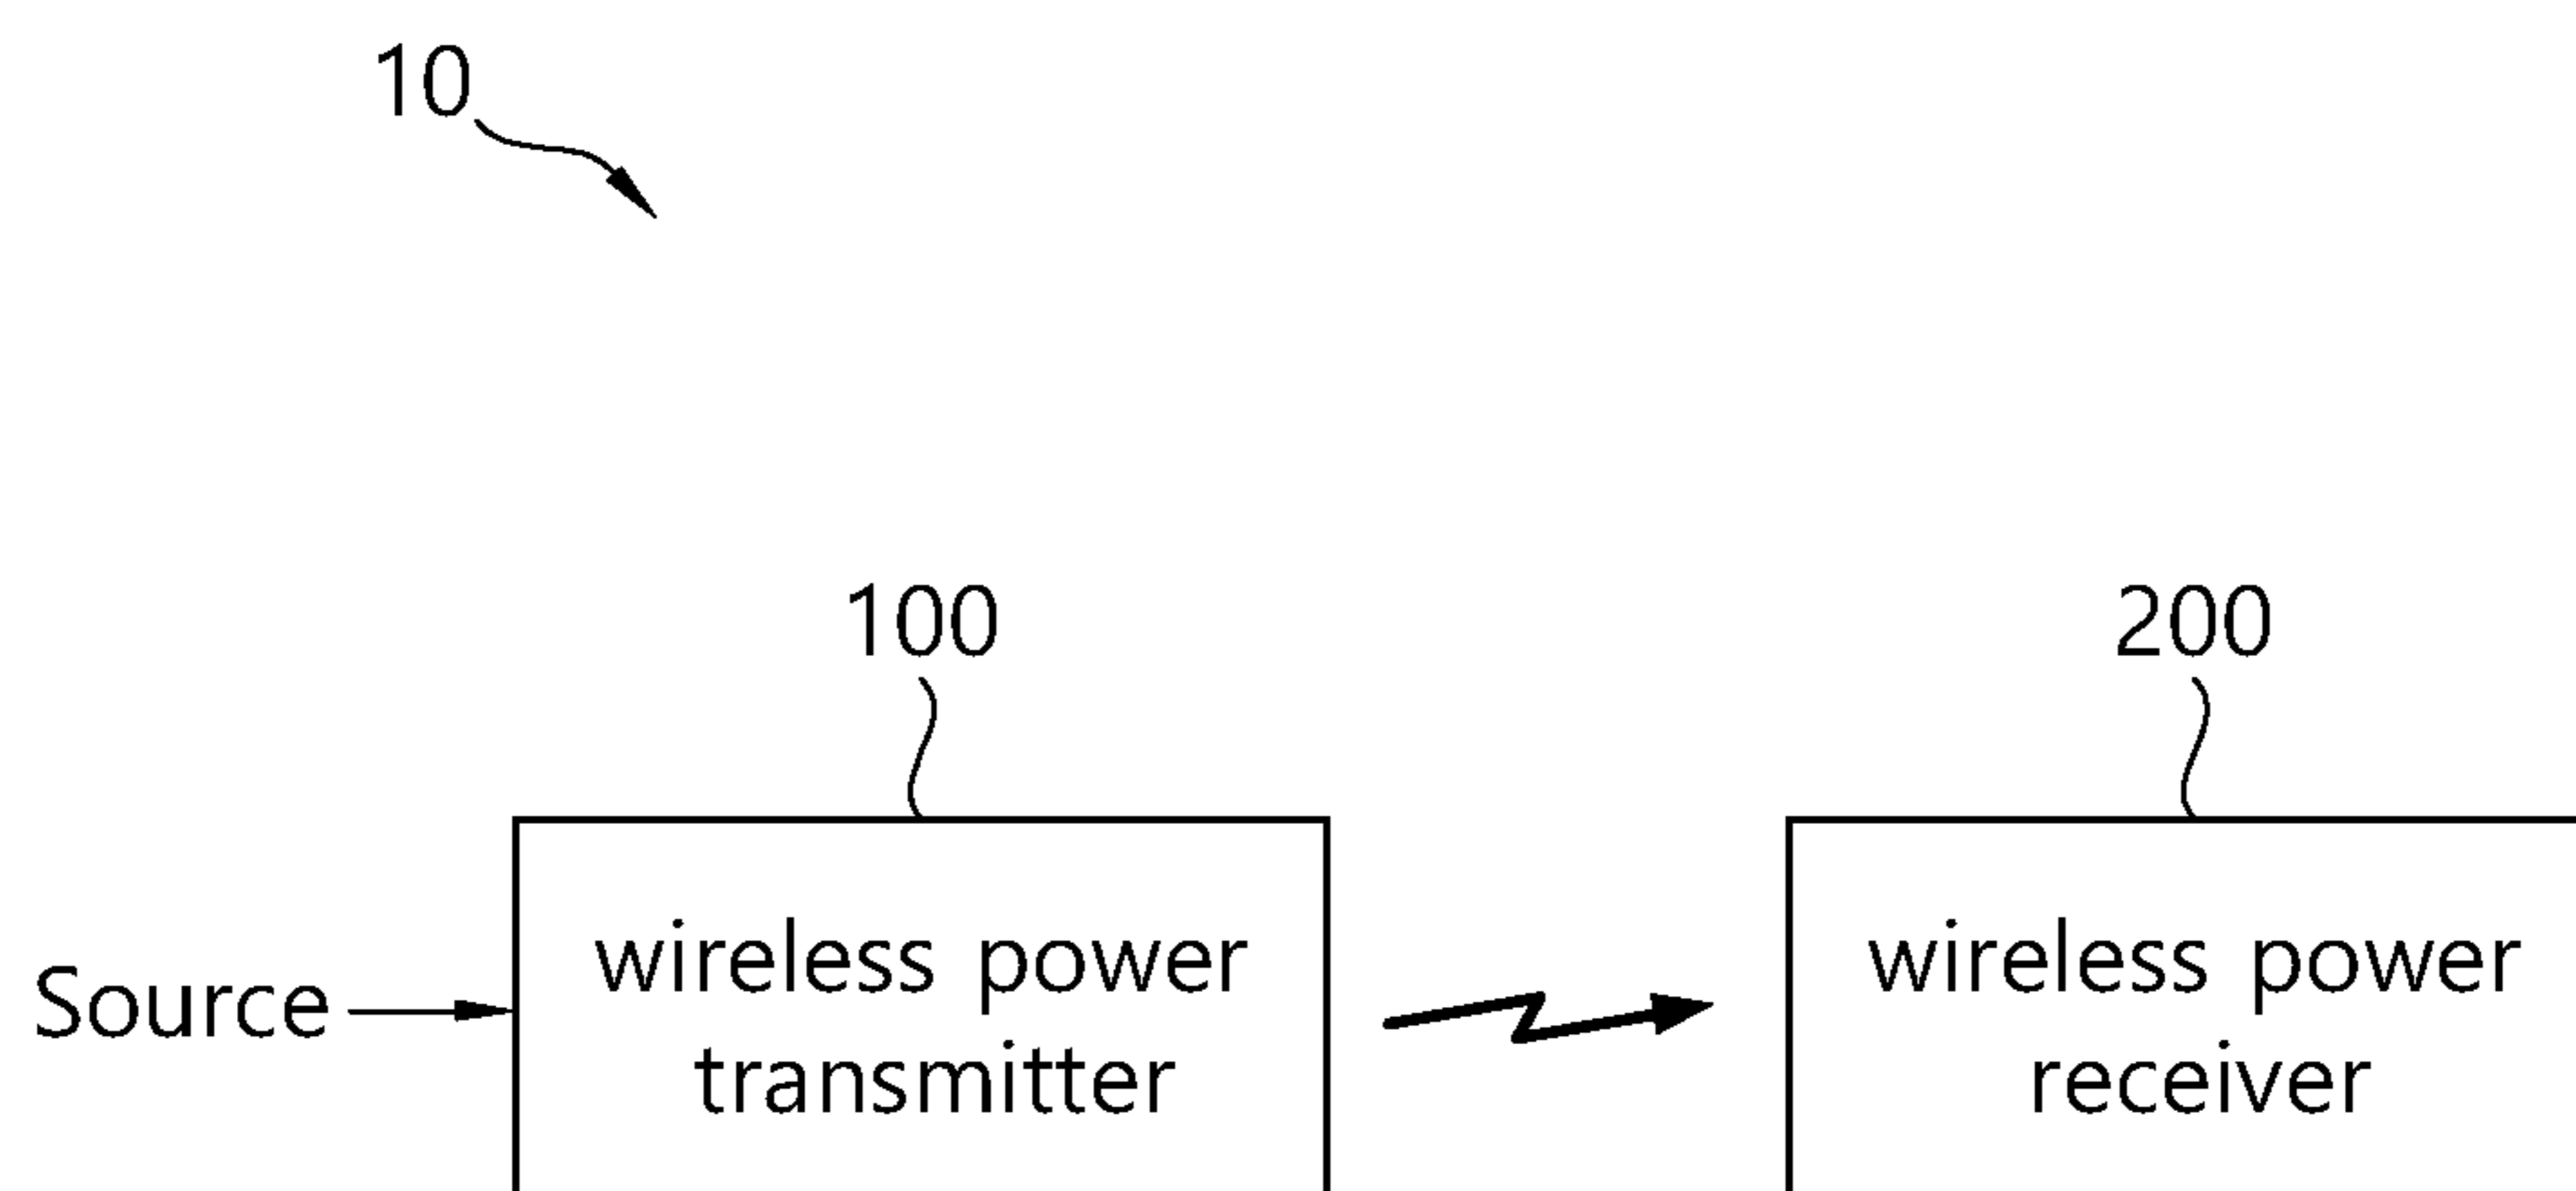 10
100
200
Source
wireless power
transmitter
wireless power
receiver